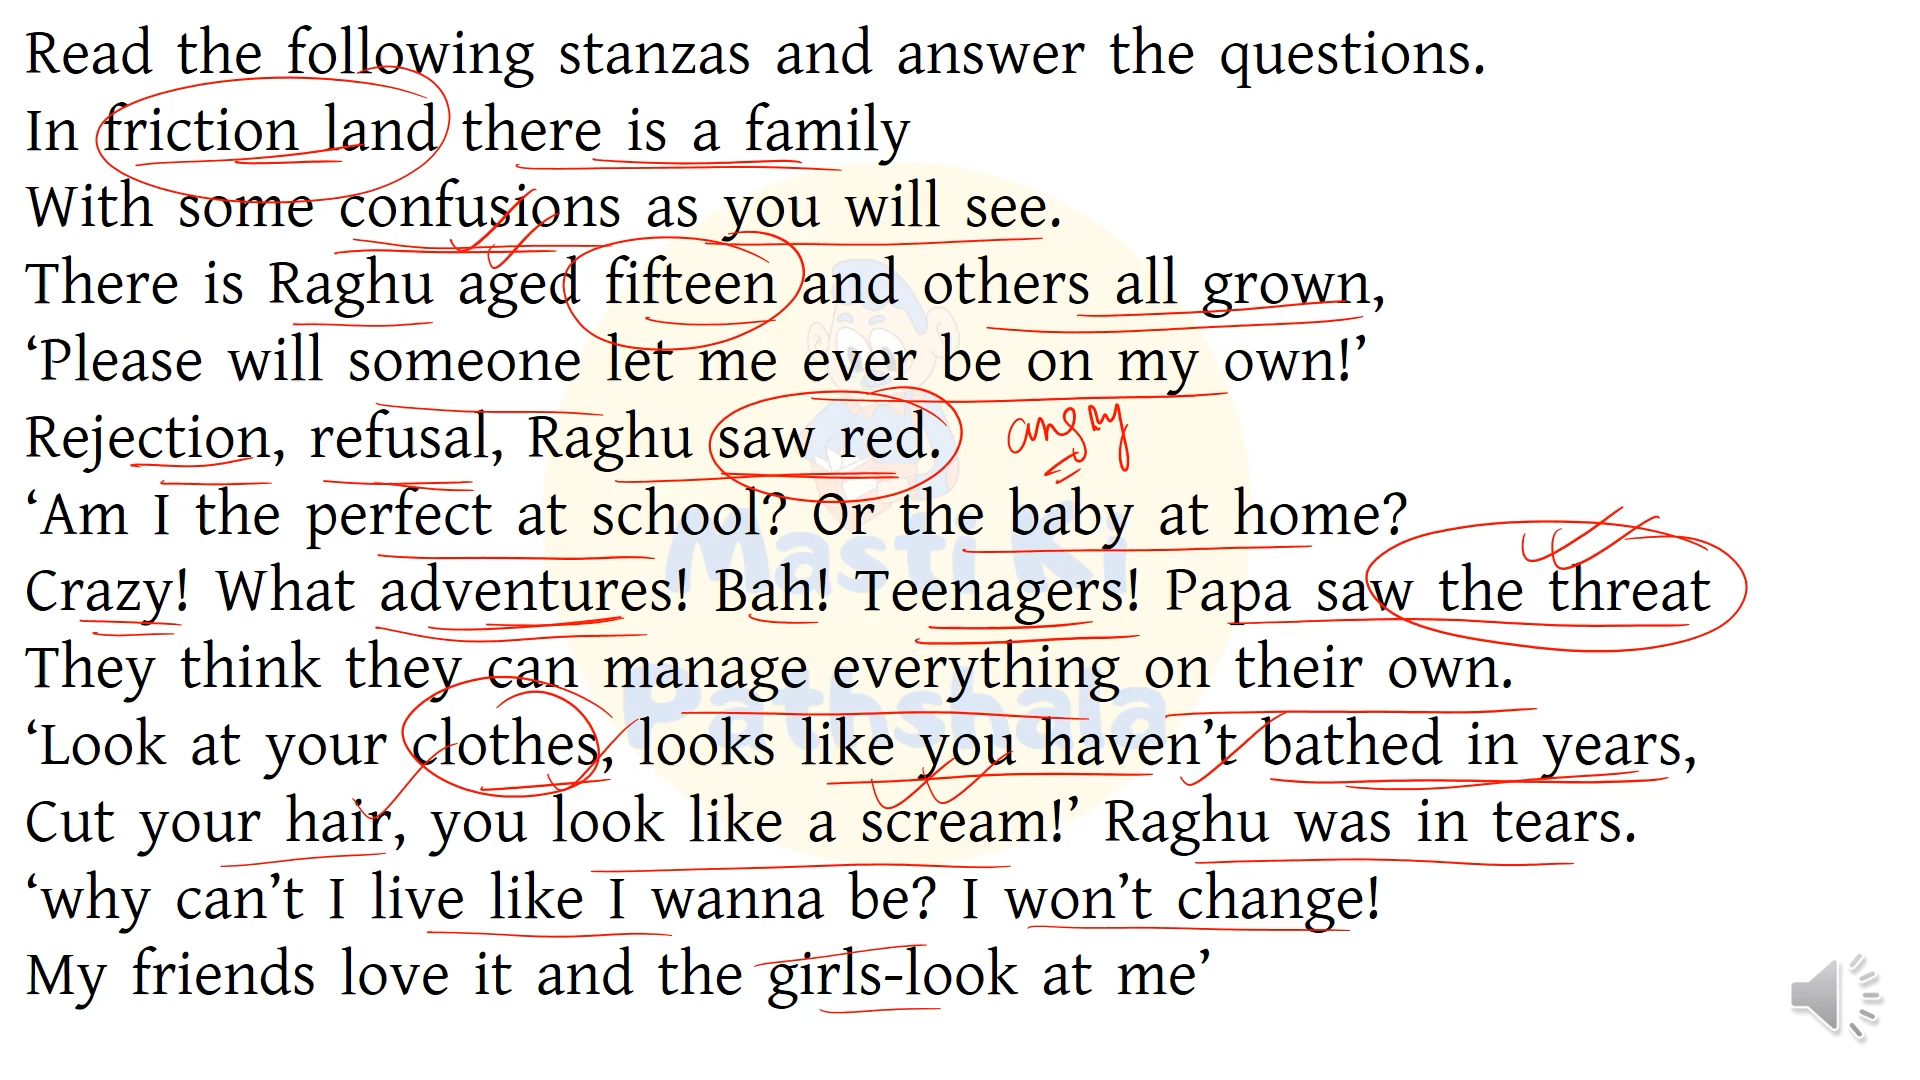 Read the following stanzas and answer the questions.
In friction land there is a family
With some confusions as you will see.
There is Raghu aged fifteen and others all grown,
‘Please will someone let me ever be on my own!’
Rejection, refusal, Raghu saw red. angry
‘Am I the perfect at school? Or the baby at home?
Crazy! What adventures! Bah! Teenagers! Papa saw the threat
They think they can manage everything on their own.
‘Look at your clothes, looks like you haven’t bathed in years,
Cut your hair, you look like a scream!’ Raghu was in tears.
‘why can’t I live like I wanna be? I won’t change!
My friends love it and the girls-look at me’
Masti Ki
Pathshala